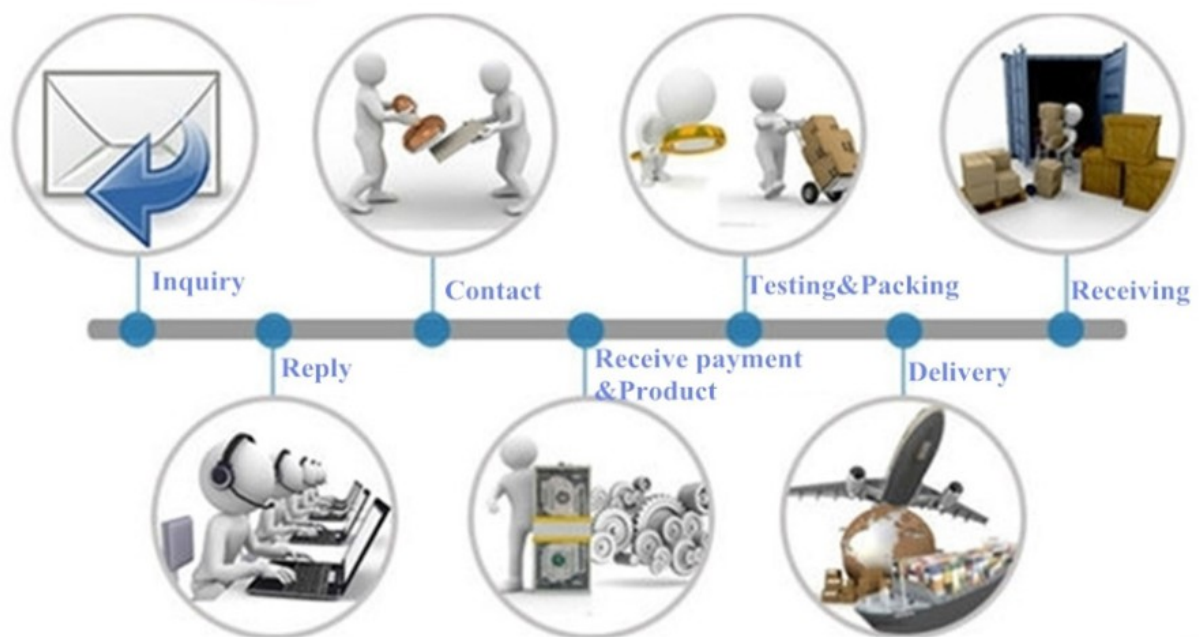 Inquiry
Reply
Contact
Receive payment
&Product
Testing&Packing
Delivery
Receiving